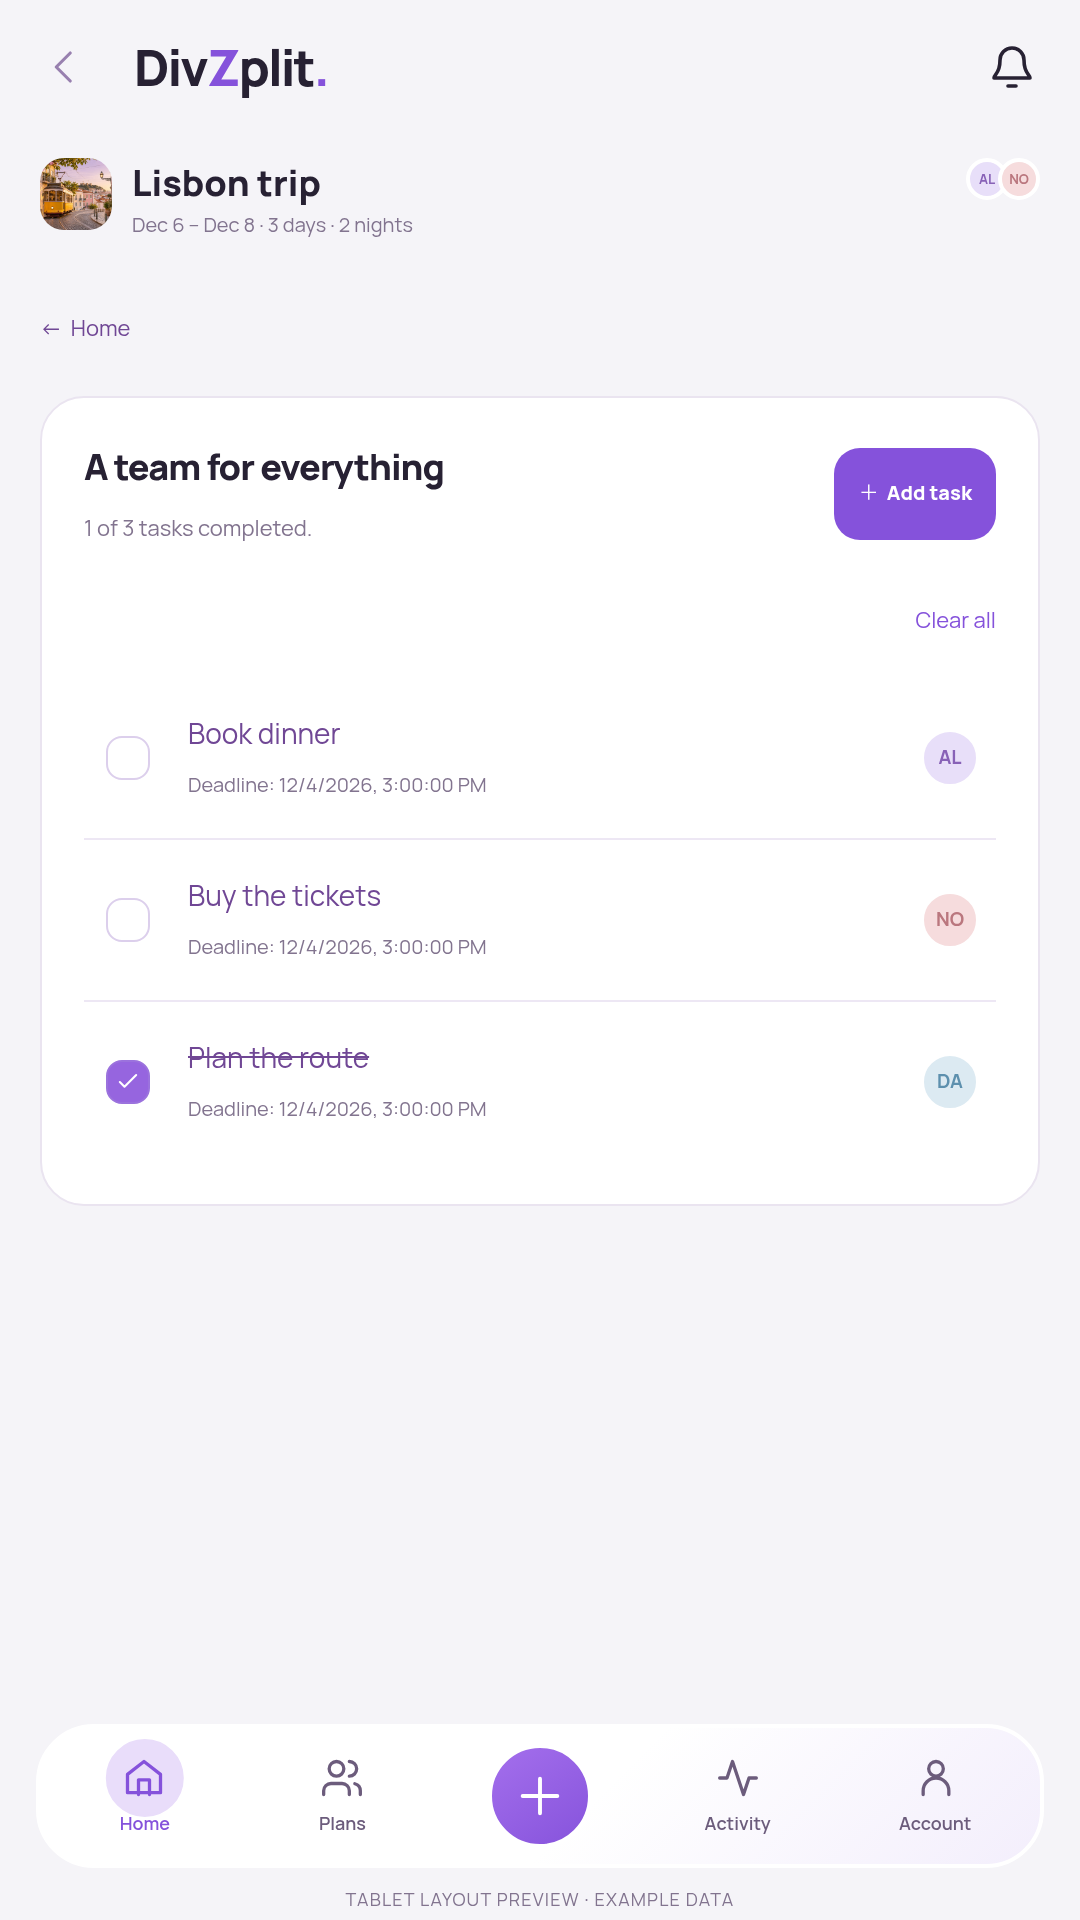 DivZplit.
Lisbon trip
AL NO
Dec 6 – Dec 8 · 3 days · 2 nights
← Home
A team for everything
+ Add task
1 of 3 tasks completed.
Clear all
Book dinner
AL
Deadline: 12/4/2026, 3:00:00 PM
Buy the tickets
NO
Deadline: 12/4/2026, 3:00:00 PM
Plan the route
DA
Deadline: 12/4/2026, 3:00:00 PM
Home Plans Activity Account
TABLET LAYOUT PREVIEW · EXAMPLE DATA